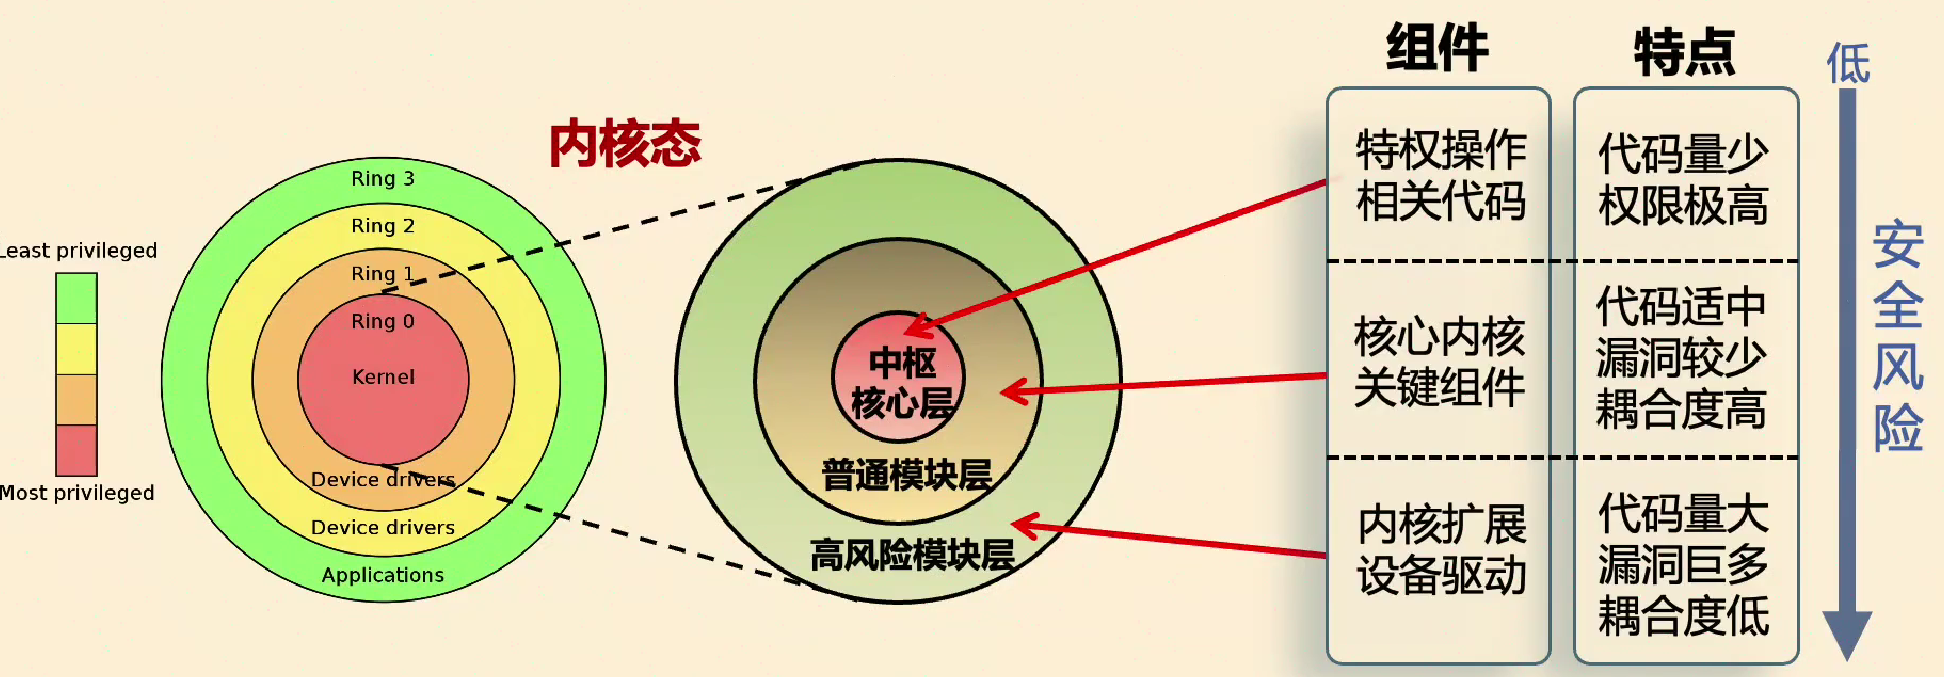 Least privileged
Most privileged
Ring 3
Ring 2
Ring 1
Ring 0
Kernel
Device drivers
Device drivers
Applications
内核态
中枢
核心层
普通模块层
高风险模块层
组件
特权操作
相关代码
核心内核
关键组件
内核扩展
设备驱动
特点
代码量少
权限极高
代码适中
漏洞较少
耦合度高
代码量大
漏洞巨多
耦合度低
低
安全风险